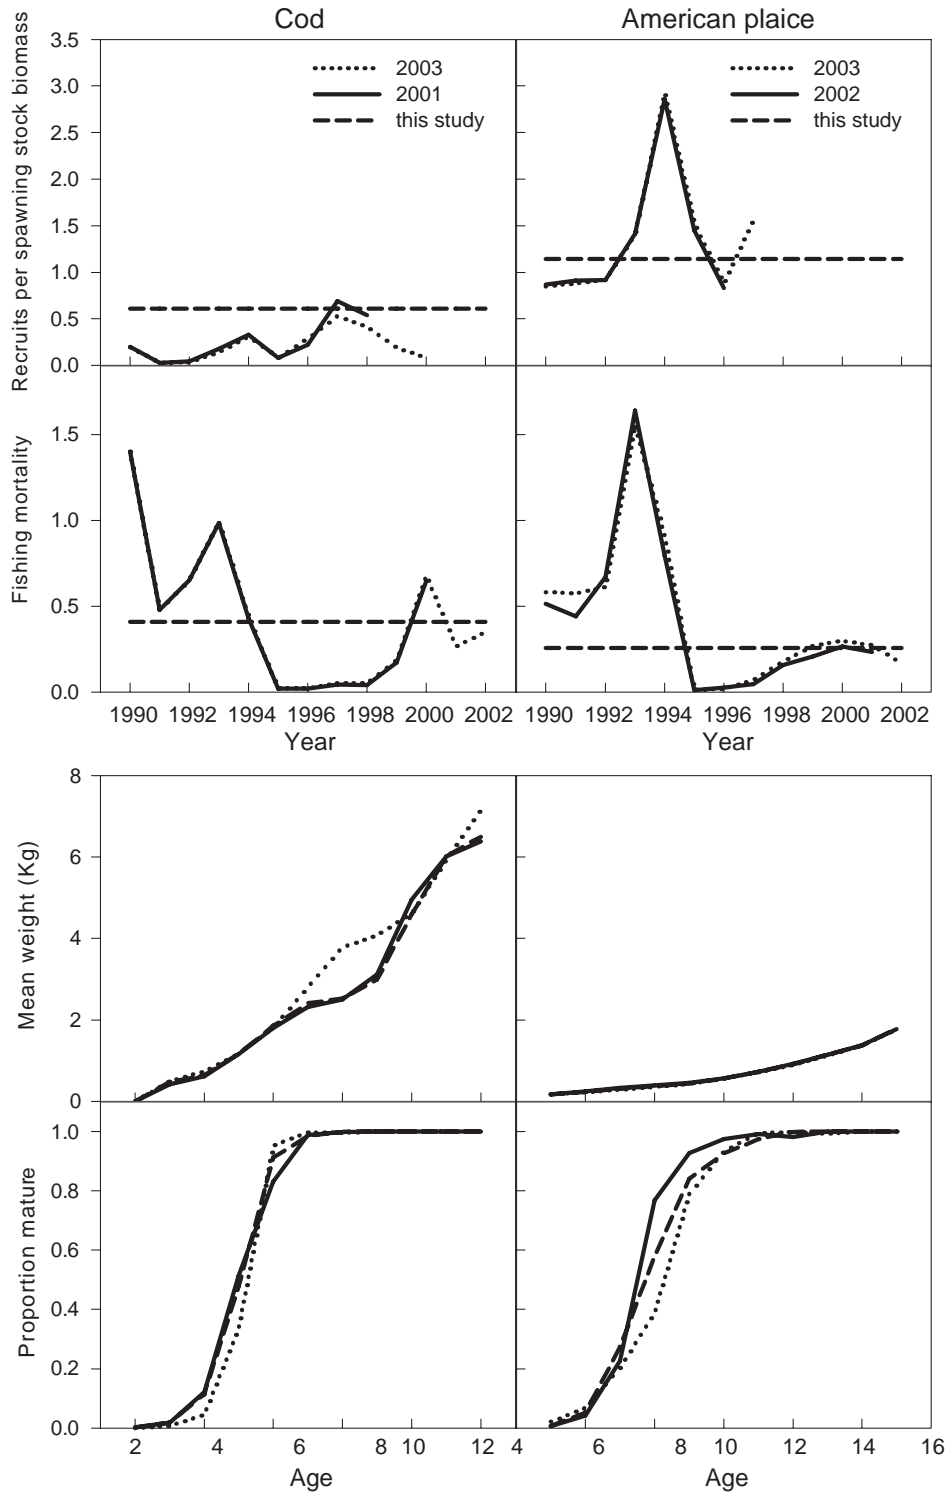 Cod
American plaice
Recruits per spawning stock biomass
3.5
3.0
2.5
2.0
1.5
1.0
0.5
0.0
2003
2001
this study
2003
2002
this study
Fishing mortality
1.5
1.0
0.5
0.0
1990 1992 1994 1996 1998 2000 2002
Year
1990 1992 1994 1996 1998 2000 2002
Year
Mean weight (Kg)
8
6
4
2
0
Proportion mature
1.0
0.8
0.6
0.4
0.2
0.0
2 4 6 8 10 12
Age
4 6 8 10 12 14 16
Age